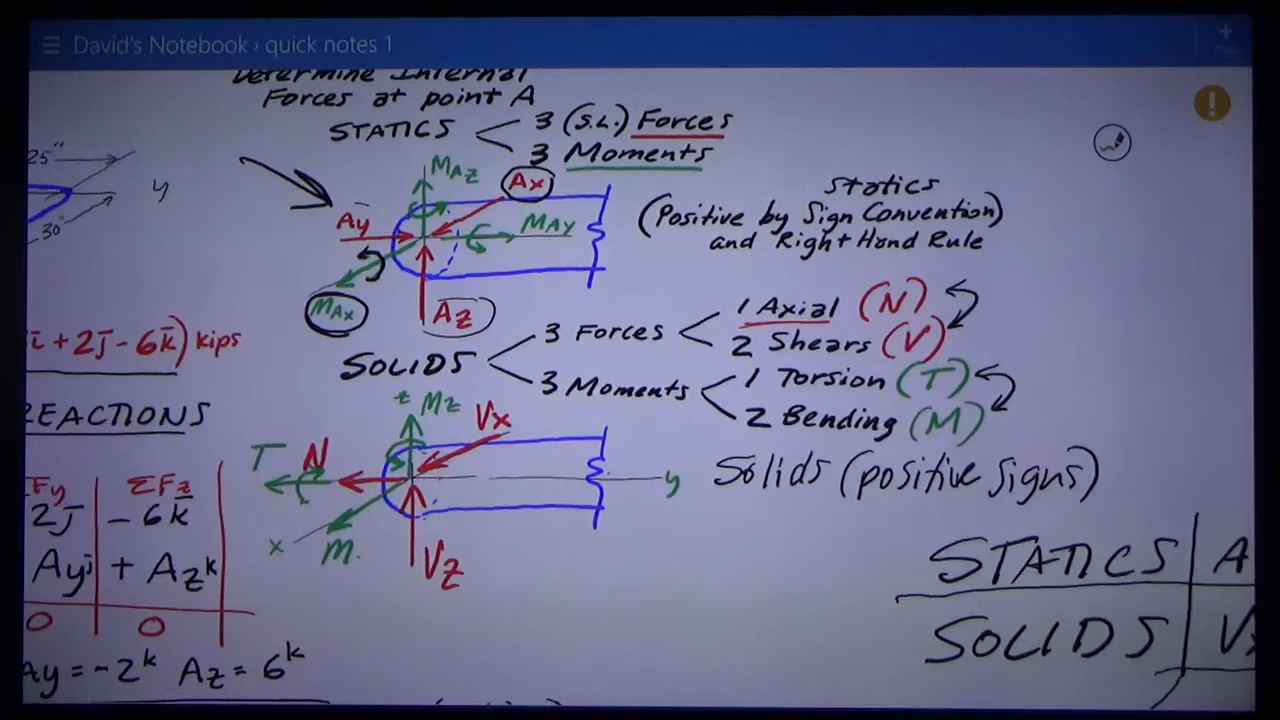 David's Notebook › quick notes 1
Determine Internal
Forces at point A
STATICS
3 (S.L.) Forces
3 Moments
25"
y
30"
MAz
Ax
Ay
MAy
MAx
Az
Statics
(Positive by Sign Convention)
and Right Hand Rule
i + 2j - 6k) kips
SOLIDS
3 Forces
1 Axial (N)
2 Shears (V)
3 Moments
1 Torsion (T)
2 Bending (M)
REACTIONS
ΣFy
ΣFz
2j
- 6k
Ayj + Azk
0
0
Ay = -2k Az = 6k
z Mz
Vx
T N
y
x
M
Vz
Solids (positive signs)
STATICS A
SOLIDS Vx